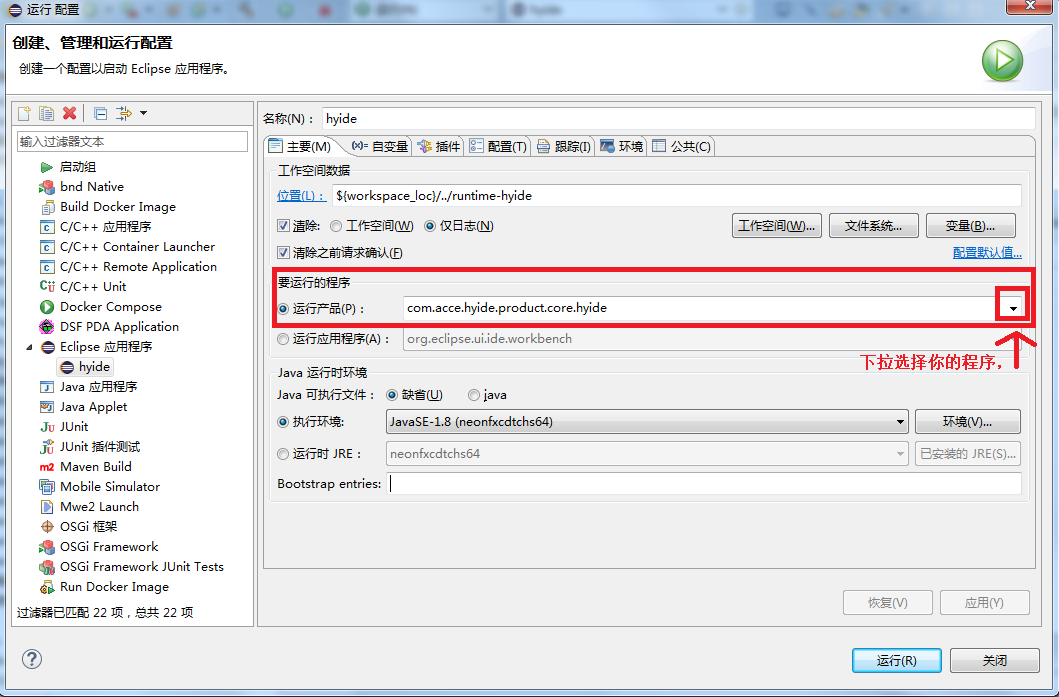 运行 配置
hyide
创建、管理和运行配置
创建一个配置以启动 Eclipse 应用程序。
输入过滤器文本
启动组
bnd Native
Build Docker Image
C/C++ 应用程序
C/C++ Container Launcher
C/C++ Remote Application
C/C++ Unit
Docker Compose
DSF PDA Application
Eclipse 应用程序
hyide
Java 应用程序
Java Applet
JUnit
JUnit 插件测试
Maven Build
Mobile Simulator
Mwe2 Launch
OSGi 框架
OSGi Framework
OSGi Framework JUnit Tests
Run Docker Image
过滤器已匹配 22 项，总共 22 项
名称(N)： hyide
主要(M) 自变量 插件 配置(T) 跟踪(I) 环境 公共(C)
工作空间数据
位置(L)： ${workspace_loc}/../runtime-hyide
清除: 工作空间(W) 仅日志(N) 工作空间(W)... 文件系统... 变量(B)...
清除之前请求确认(F) 配置默认值...
要运行的程序
运行产品(P)： com.acce.hyide.product.core.hyide
运行应用程序(A)： org.eclipse.ui.ide.workbench
下拉选择你的程序，
Java 运行时环境
Java 可执行文件： 缺省(U) java
执行环境: JavaSE-1.8 (neonfxcdtchs64) 环境(V)...
运行时 JRE： neonfxcdtchs64 已安装的 JRE(S)...
Bootstrap entries:
恢复(V) 应用(Y)
运行(R) 关闭